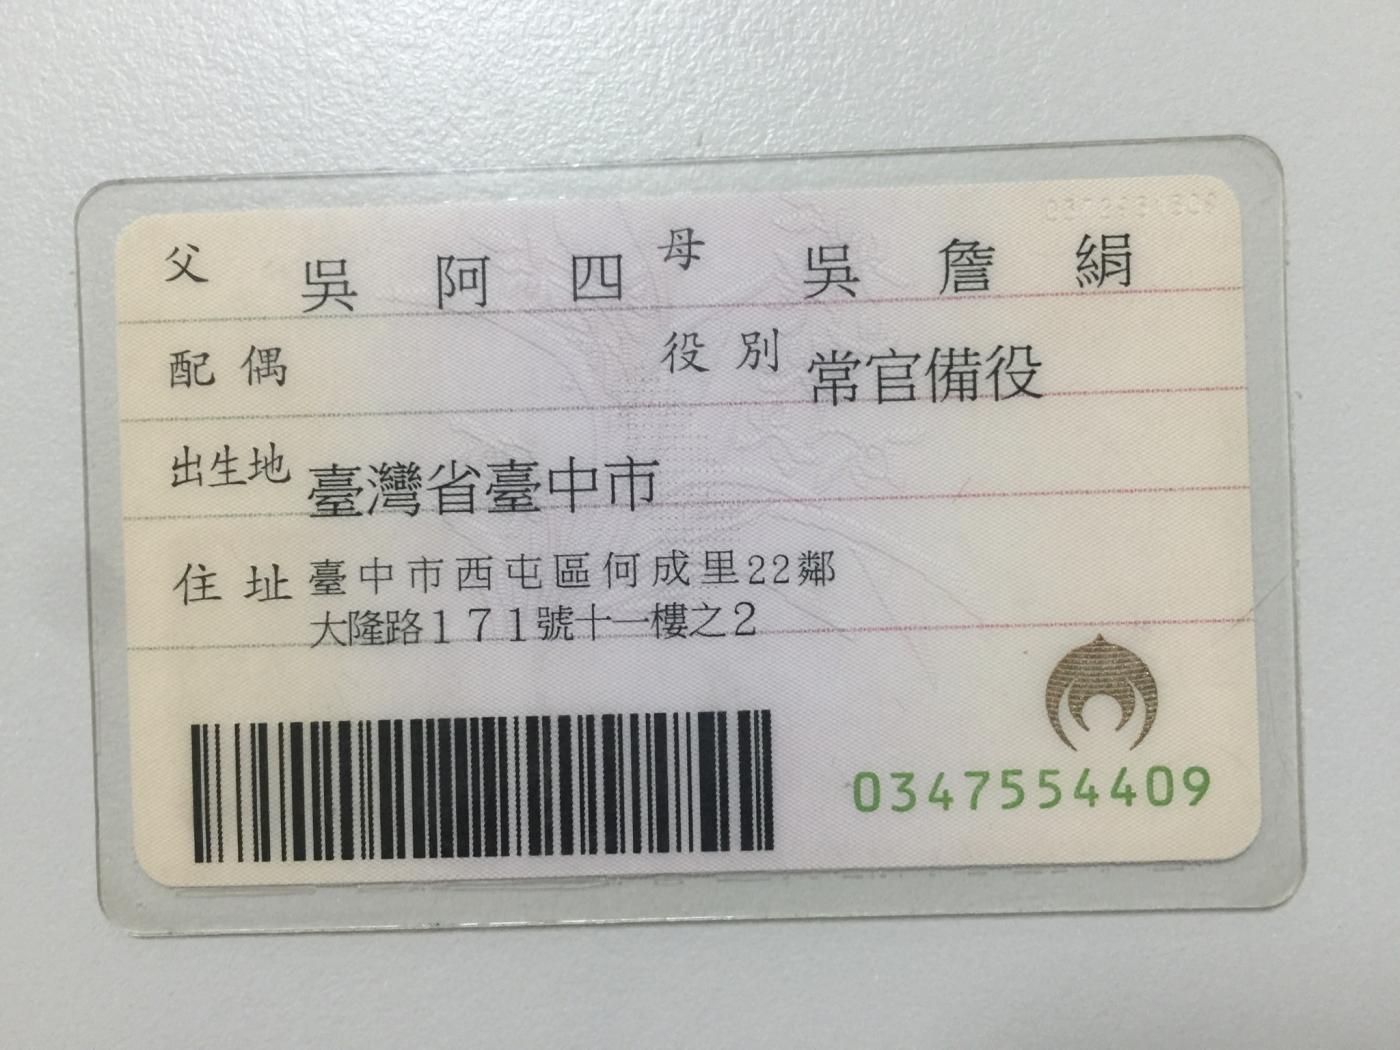 父 吳阿四 母 吳詹絹
配偶 役別 常官備役
出生地 臺灣省臺中市
住址 臺中市西屯區何成里22鄰
大隆路171號十一樓之2
0347554409